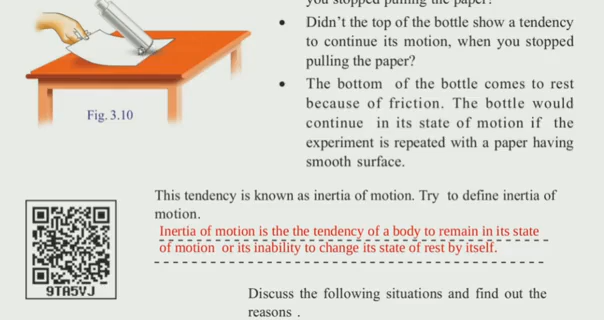 you stopped pulling the paper?
• Didn't the top of the bottle show a tendency
to continue its motion, when you stopped
pulling the paper?
• The bottom of the bottle comes to rest
because of friction. The bottle would
continue in its state of motion if the
experiment is repeated with a paper having
smooth surface.
Fig. 3.10
This tendency is known as inertia of motion. Try to define inertia of
motion.
Inertia of motion is the the tendency of a body to remain in its state
of motion or its inability to change its state of rest by itself.
9TA5VJ
Discuss the following situations and find out the
reasons .